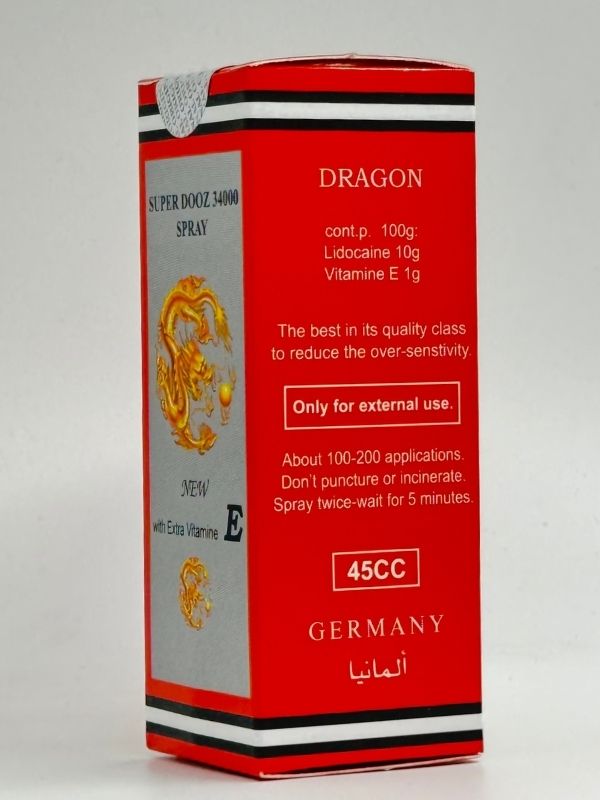 SUPER DOOZ 34000
SPRAY
NEW
with Extra Vitamine E
DRAGON
cont.p. 100g:
Lidocaine 10g
Vitamine E 1g
The best in its quality class
to reduce the over-senstivity.
Only for external use.
About 100-200 applications.
Don't puncture or incinerate.
Spray twice-wait for 5 minutes.
45CC
GERMANY
ألمانيا